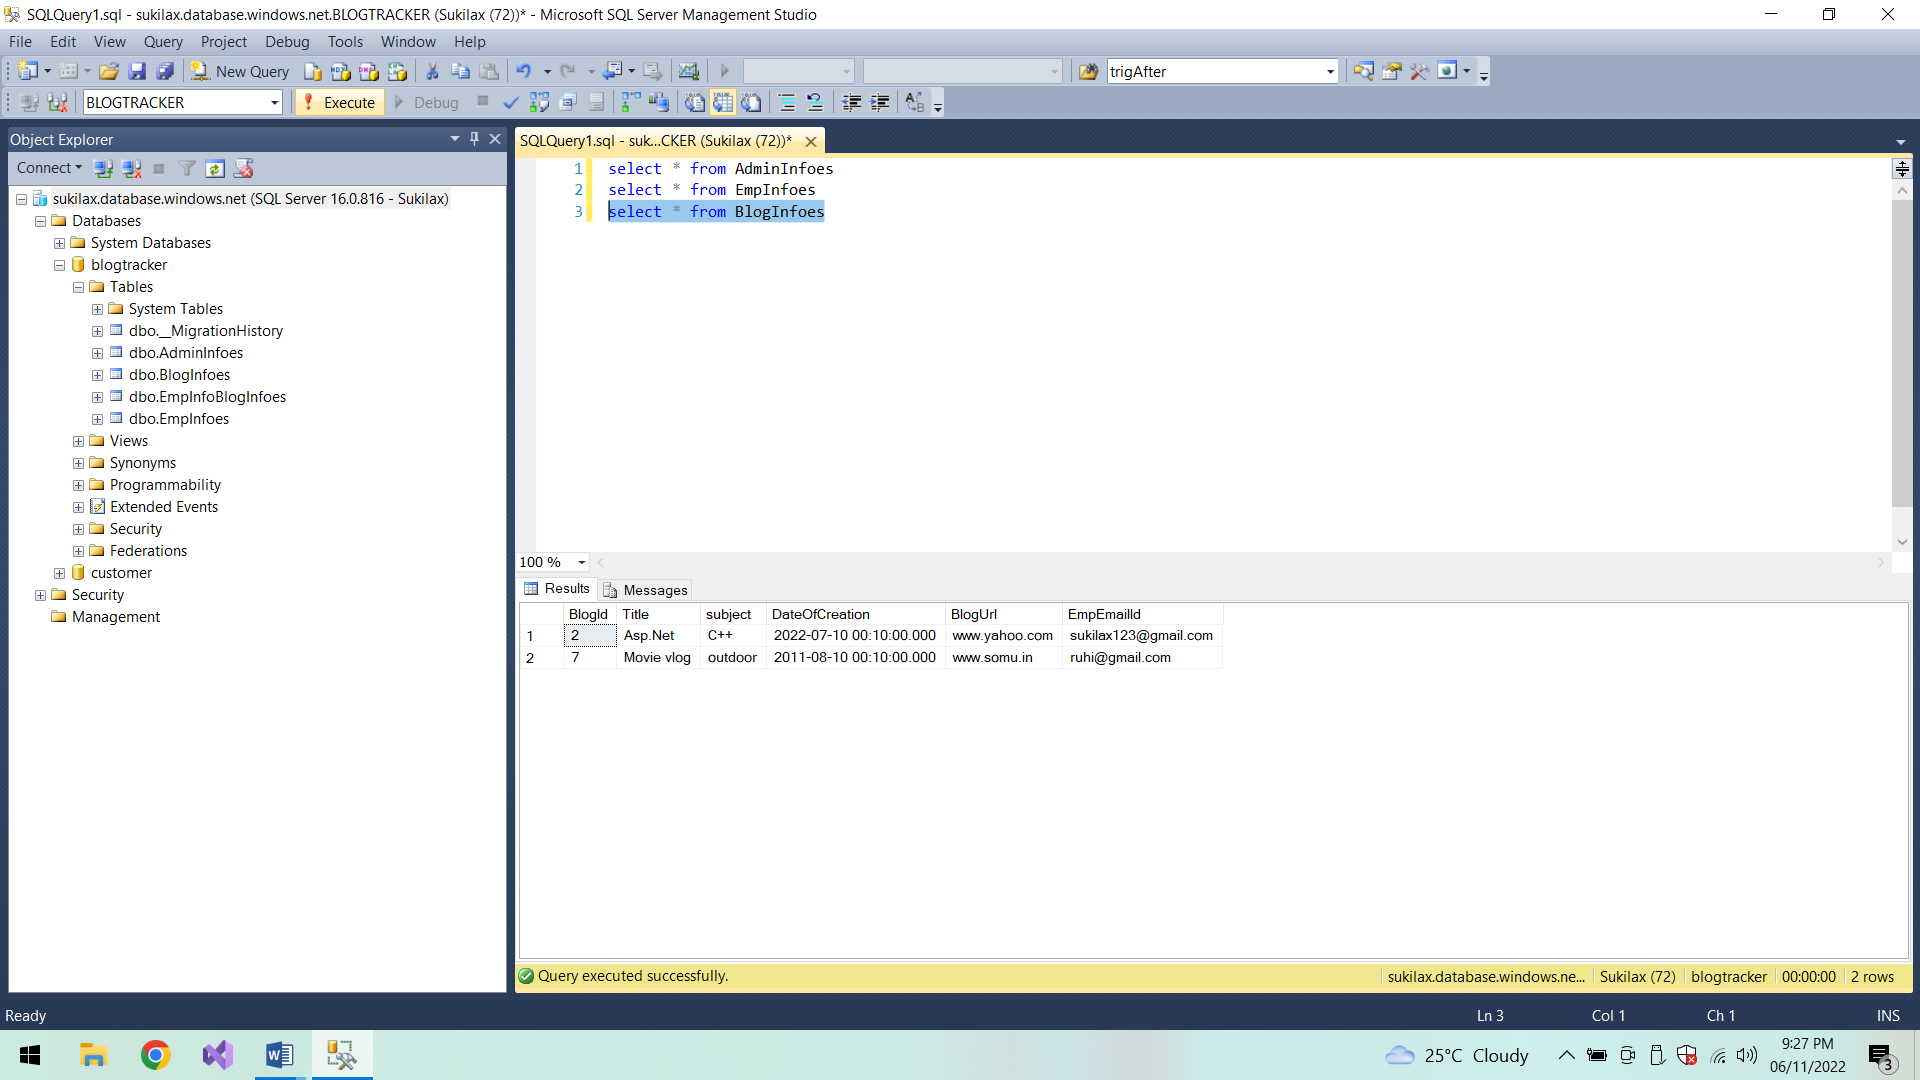 SQLQuery1.sql - sukilax.database.windows.net.BLOGTRACKER (Sukilax (72))* - Microsoft SQL Server Management Studio
File Edit View Query Project Debug Tools Window Help
New Query trigAfter
BLOGTRACKER Execute Debug
Object Explorer
Connect
sukilax.database.windows.net (SQL Server 16.0.816 - Sukilax)
Databases
System Databases
blogtracker
Tables
System Tables
dbo.__MigrationHistory
dbo.AdminInfoes
dbo.BlogInfoes
dbo.EmpInfoBlogInfoes
dbo.EmpInfoes
Views
Synonyms
Programmability
Extended Events
Security
Federations
customer
Security
Management
SQLQuery1.sql - suk...CKER (Sukilax (72))*
1 select * from AdminInfoes
2 select * from EmpInfoes
3 select * from BlogInfoes
100 %
Results Messages
BlogId Title subject DateOfCreation BlogUrl EmpEmailId
1 2 Asp.Net C++ 2022-07-10 00:10:00.000 www.yahoo.com sukilax123@gmail.com
2 7 Movie vlog outdoor 2011-08-10 00:10:00.000 www.somu.in ruhi@gmail.com
Query executed successfully. sukilax.database.windows.ne... Sukilax (72) blogtracker 00:00:00 2 rows
Ready Ln 3 Col 1 Ch 1 INS
25°C Cloudy 9:27 PM
06/11/2022 3